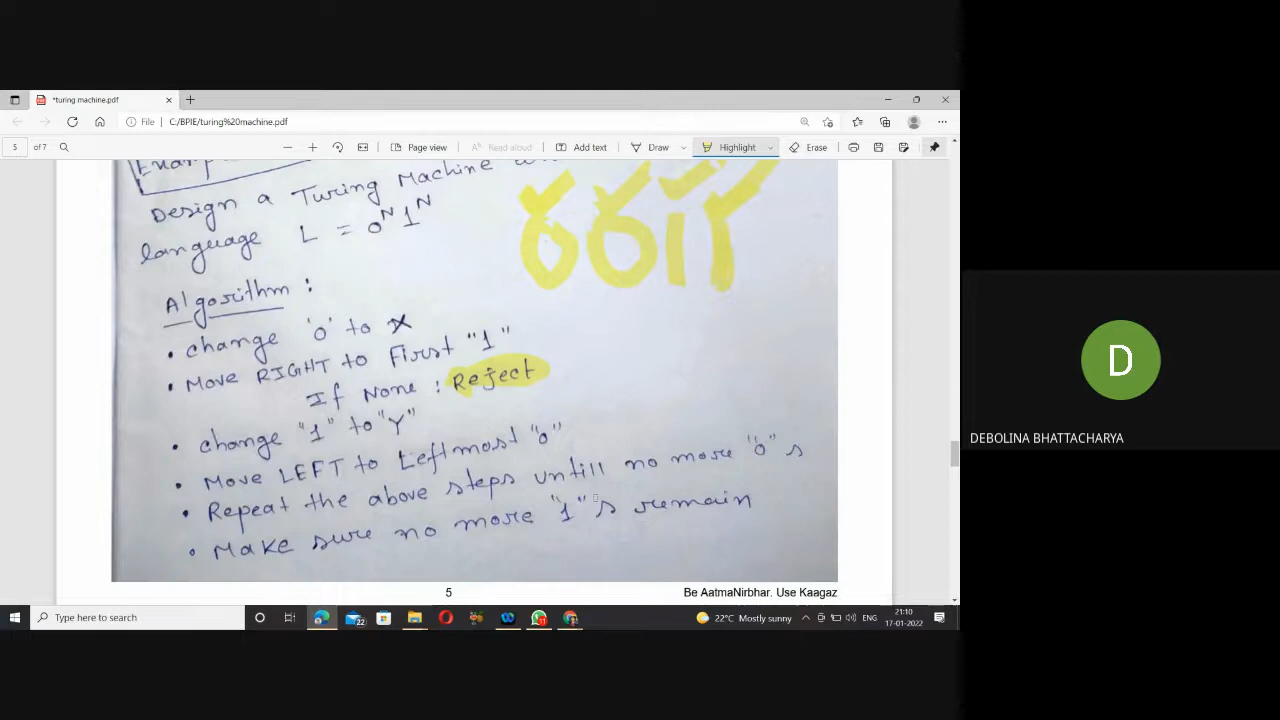 *turing machine.pdf
File C:/BPIE/turing%20machine.pdf
5 of 7 Page view Read aloud Add text Draw Highlight Erase
Design a Turing Machine
language L = 0ᴺ 1ᴺ
0011
Algorithm :
• change '0' to X
• Move RIGHT to First "1"
If None : Reject
• change "1" to "Y"
• Move LEFT to Leftmost "0"
• Repeat the above steps untill no more "0" s
• Make sure no more "1" s remain
5 Be AatmaNirbhar. Use Kaagaz
D
DEBOLINA BHATTACHARYA
Type here to search 22 11 22°C Mostly sunny ENG 21:10
17-01-2022